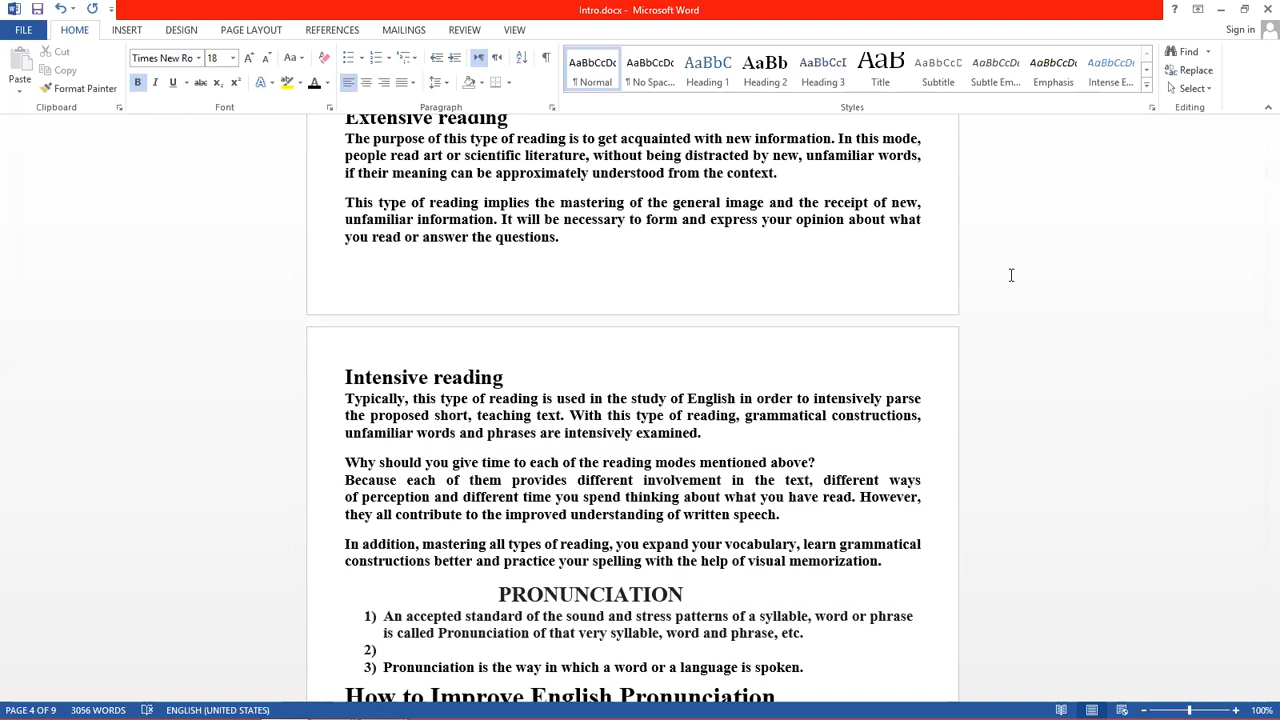 Intro.docx - Microsoft Word
Sign in
FILE HOME INSERT DESIGN PAGE LAYOUT REFERENCES MAILINGS REVIEW VIEW
Paste
Cut
Copy
Format Painter
Clipboard
Times New Ro 18
Font
Paragraph
AaBbCcDc AaBbCcDc AaBbC AaBb AaBbCcI AaB AaBbCcD AaBbCcDc AaBbCcDc AaBbCcDc
¶ Normal ¶ No Spac... Heading 1 Heading 2 Heading 3 Title Subtitle Subtle Em... Emphasis Intense E...
Styles
Find
Replace
Select
Editing
Extensive reading
The purpose of this type of reading is to get acquainted with new information. In this mode,
people read art or scientific literature, without being distracted by new, unfamiliar words,
if their meaning can be approximately understood from the context.
This type of reading implies the mastering of the general image and the receipt of new,
unfamiliar information. It will be necessary to form and express your opinion about what
you read or answer the questions.
Intensive reading
Typically, this type of reading is used in the study of English in order to intensively parse
the proposed short, teaching text. With this type of reading, grammatical constructions,
unfamiliar words and phrases are intensively examined.
Why should you give time to each of the reading modes mentioned above?
Because each of them provides different involvement in the text, different ways
of perception and different time you spend thinking about what you have read. However,
they all contribute to the improved understanding of written speech.
In addition, mastering all types of reading, you expand your vocabulary, learn grammatical
constructions better and practice your spelling with the help of visual memorization.
PRONUNCIATION
1) An accepted standard of the sound and stress patterns of a syllable, word or phrase
is called Pronunciation of that very syllable, word and phrase, etc.
2)
3) Pronunciation is the way in which a word or a language is spoken.
How to Improve English Pronunciation
PAGE 4 OF 9 3056 WORDS ENGLISH (UNITED STATES) 100%